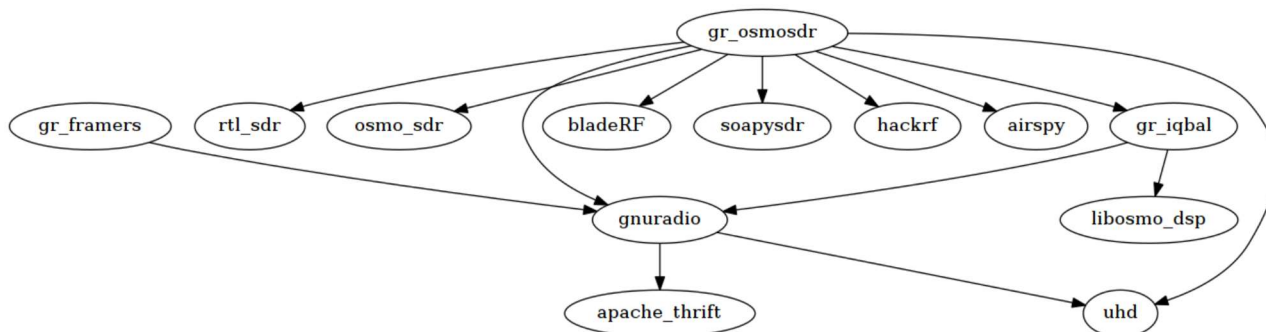 gr_osmosdr
gr_framers
rtl_sdr
osmo_sdr
bladeRF
soapysdr
hackrf
airspy
gr_iqbal
gnuradio
libosmo_dsp
apache_thrift
uhd